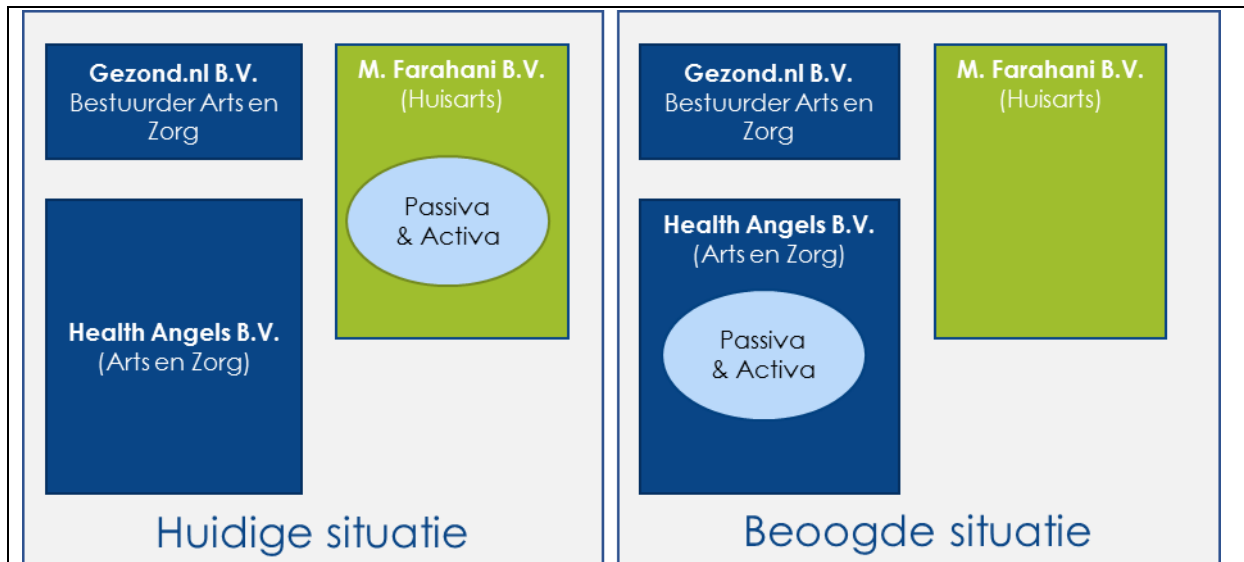 Gezond.nl B.V.
Bestuurder Arts en
Zorg
M. Farahani B.V.
(Huisarts)
Passiva
& Activa
Health Angels B.V.
(Arts en Zorg)
Huidige situatie
Gezond.nl B.V.
Bestuurder Arts en
Zorg
M. Farahani B.V.
(Huisarts)
Health Angels B.V.
(Arts en Zorg)
Passiva
& Activa
Beoogde situatie